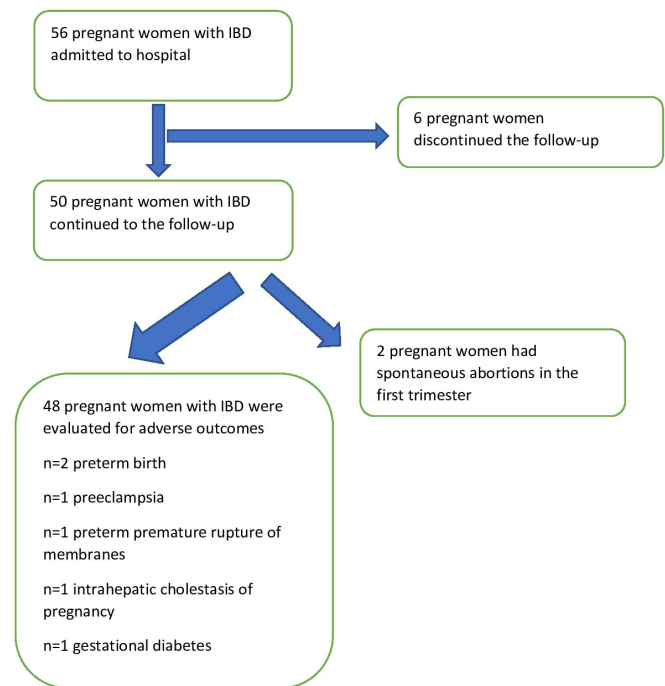 56 pregnant women with IBD
admitted to hospital
6 pregnant women
discontinued the follow-up
50 pregnant women with IBD
continued to the follow-up
2 pregnant women had
spontaneous abortions in the
first trimester
48 pregnant women with IBD were
evaluated for adverse outcomes
n=2 preterm birth
n=1 preeclampsia
n=1 preterm premature rupture of
membranes
n=1 intrahepatic cholestasis of
pregnancy
n=1 gestational diabetes